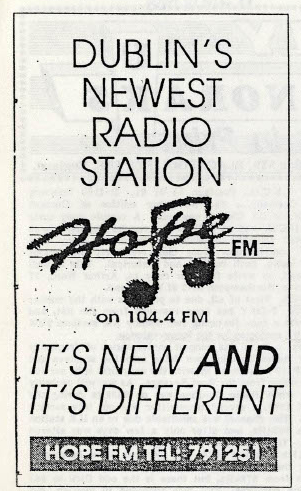 DUBLIN'S
NEWEST
RADIO
STATION
Hope FM
on 104.4 FM
IT'S NEW AND
IT'S DIFFERENT
HOPE FM TEL: 791251